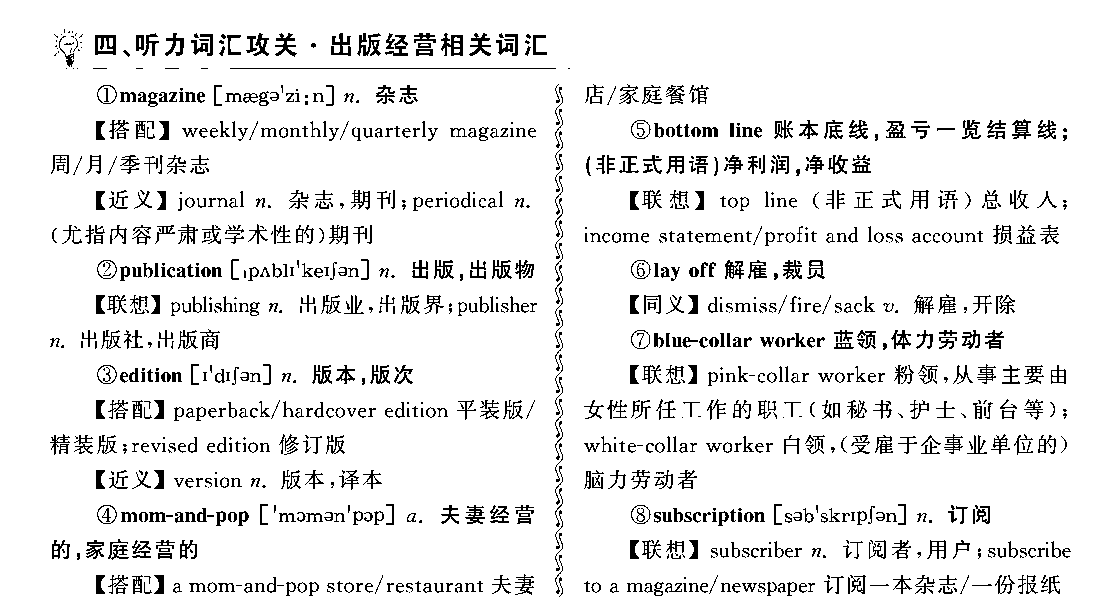 四、听力词汇攻关·出版经营相关词汇
①magazine [mægə'zi:n] n. 杂志
【搭配】weekly/monthly/quarterly magazine
周/月/季刊杂志
【近义】journal n. 杂志,期刊;periodical n.
(尤指内容严肃或学术性的)期刊
②publication [ˌpʌblɪ'keɪʃən] n. 出版,出版物
【联想】publishing n. 出版业,出版界;publisher
n. 出版社,出版商
③edition [ɪ'dɪʃən] n. 版本,版次
【搭配】paperback/hardcover edition 平装版/
精装版;revised edition 修订版
【近义】version n. 版本,译本
④mom-and-pop ['mɔmən'pɔp] a. 夫妻经营
的,家庭经营的
【搭配】a mom-and-pop store/restaurant 夫妻
店/家庭餐馆
⑤bottom line 账本底线,盈亏一览结算线;
(非正式用语)净利润,净收益
【联想】top line (非正式用语)总收入;
income statement/profit and loss account 损益表
⑥lay off 解雇,裁员
【同义】dismiss/fire/sack v. 解雇,开除
⑦blue-collar worker 蓝领,体力劳动者
【联想】pink-collar worker 粉领,从事主要由
女性所任工作的职工(如秘书、护士、前台等);
white-collar worker 白领,(受雇于企事业单位的)
脑力劳动者
⑧subscription [səb'skrɪpʃən] n. 订阅
【联想】subscriber n. 订阅者,用户;subscribe
to a magazine/newspaper 订阅一本杂志/一份报纸